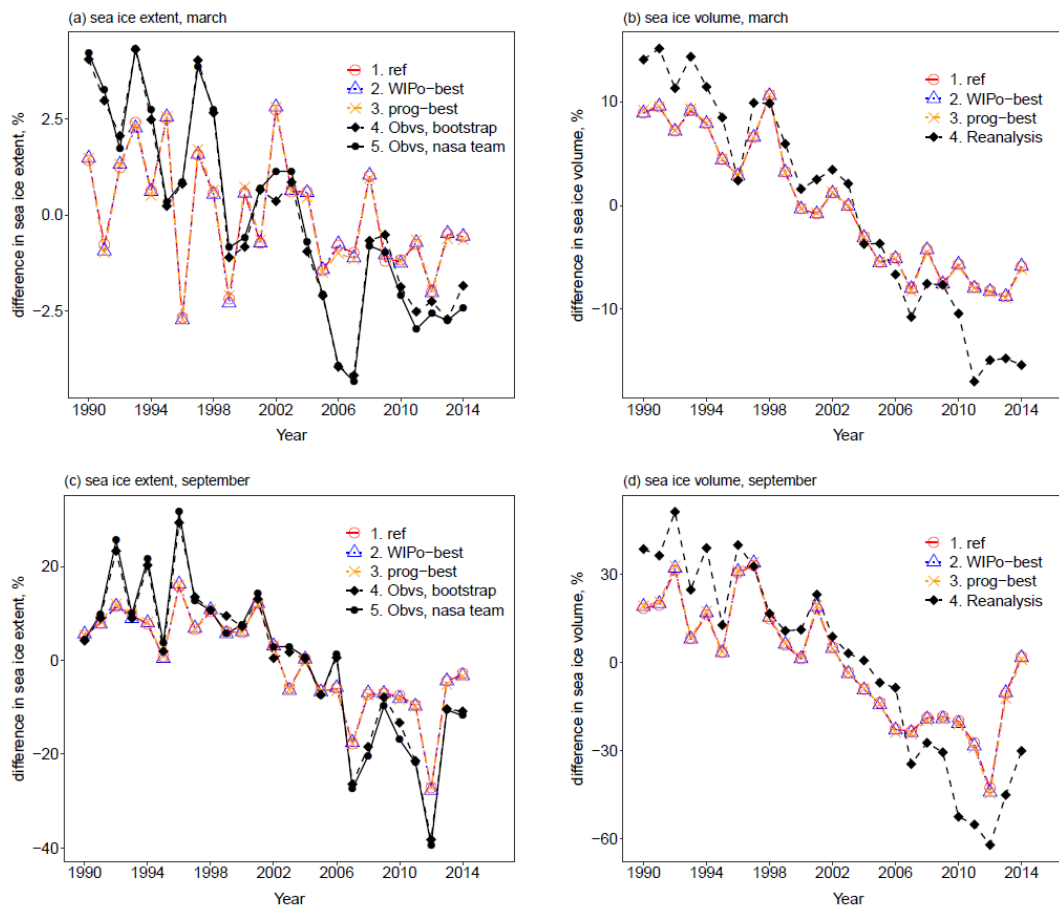 (a) sea ice extent, march
difference in sea ice extent, %
2.5
0.0
−2.5
1990 1994 1998 2002 2006 2010 2014
Year
1. ref
2. WIPo−best
3. prog−best
4. Obvs, bootstrap
5. Obvs, nasa team
(b) sea ice volume, march
difference in sea ice volume, %
10
0
−10
1990 1994 1998 2002 2006 2010 2014
Year
1. ref
2. WIPo−best
3. prog−best
4. Reanalysis
(c) sea ice extent, september
difference in sea ice extent, %
20
0
−20
−40
1990 1994 1998 2002 2006 2010 2014
Year
1. ref
2. WIPo−best
3. prog−best
4. Obvs, bootstrap
5. Obvs, nasa team
(d) sea ice volume, september
difference in sea ice volume, %
30
0
−30
−60
1990 1994 1998 2002 2006 2010 2014
Year
1. ref
2. WIPo−best
3. prog−best
4. Reanalysis